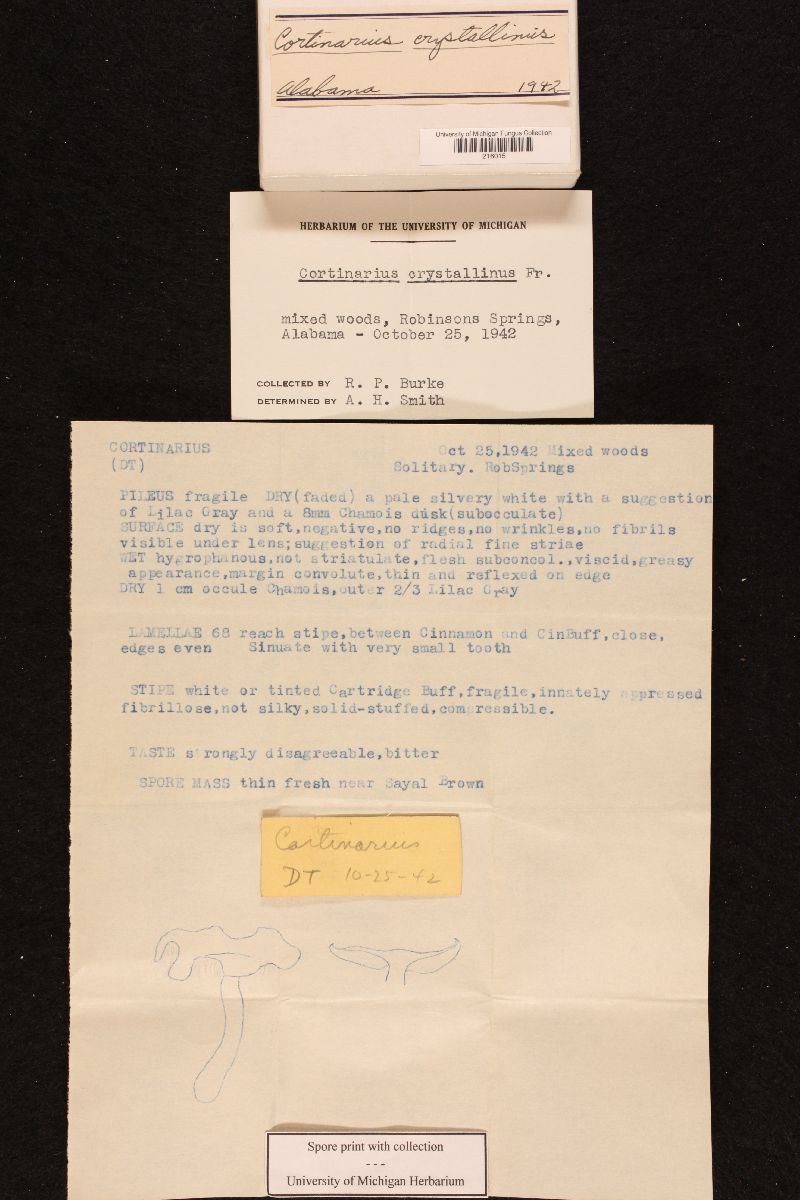 Cortinarius crystallinus
Alabama 1942
University of Michigan Fungus Collection
216015
HERBARIUM OF THE UNIVERSITY OF MICHIGAN
Cortinarius crystallinus Fr.
mixed woods, Robinsons Springs,
Alabama - October 25, 1942
COLLECTED BY R. P. Burke
DETERMINED BY A. H. Smith
CORTINARIUS Oct 25,1942 Mixed woods
(DT) Solitary. RobSprings
PILEUS fragile DRY(faded) a pale silvery white with a suggestion
of Lilac Gray and a 8mm Chamois dusk(subocculate)
SURFACE dry is soft,negative,no ridges,no wrinkles,no fibrils
visible under lens;suggestion of radial fine striae
WET hygrophanous,not striatulate,flesh subconcol.,viscid,greasy
appearance,margin convolute,thin and reflexed on edge
DRY 1 cm occule Chamois,outer 2/3 Lilac Gray
LAMELLAE 68 reach stipe,between Cinnamon and CinBuff,close,
edges even Sinuate with very small tooth
STIPE white or tinted Cartridge Buff,fragile,innately appressed
fibrillose,not silky,solid-stuffed,compressible.
TASTE strongly disagreeable,bitter
SPORE MASS thin fresh near Sayal Brown
Cortinarius
DT 10-25-42
Spore print with collection
- - -
University of Michigan Herbarium